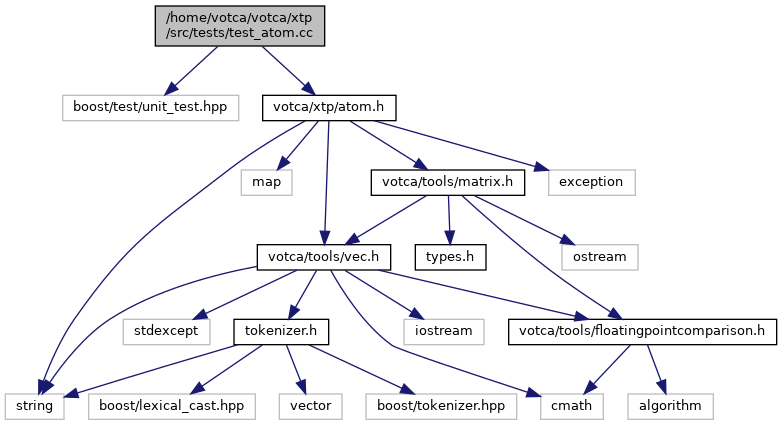 /home/votca/votca/xtp
/src/tests/test_atom.cc
boost/test/unit_test.hpp
votca/xtp/atom.h
map
votca/tools/matrix.h
exception
votca/tools/vec.h
types.h
ostream
stdexcept
tokenizer.h
iostream
votca/tools/floatingpointcomparison.h
string
boost/lexical_cast.hpp
vector
boost/tokenizer.hpp
cmath
algorithm